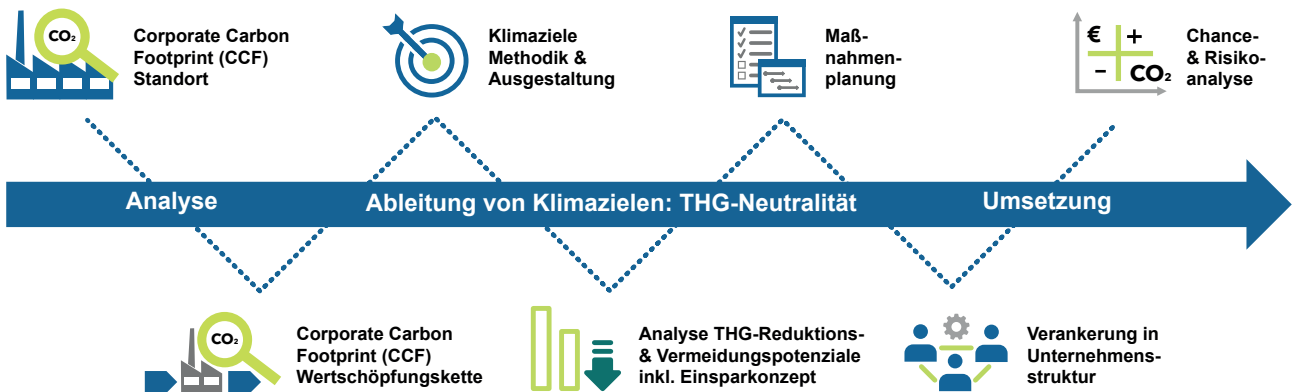 CO₂
Corporate Carbon
Footprint (CCF)
Standort
Klimaziele
Methodik &
Ausgestaltung
Maß-
nahmen-
planung
€ +
– CO₂
Chance-
& Risiko-
analyse
Analyse
Ableitung von Klimazielen: THG-Neutralität
Umsetzung
CO₂
Corporate Carbon
Footprint (CCF)
Wertschöpfungskette
Analyse THG-Reduktions-
& Vermeidungspotenziale
inkl. Einsparkonzept
Verankerung in
Unternehmens-
struktur